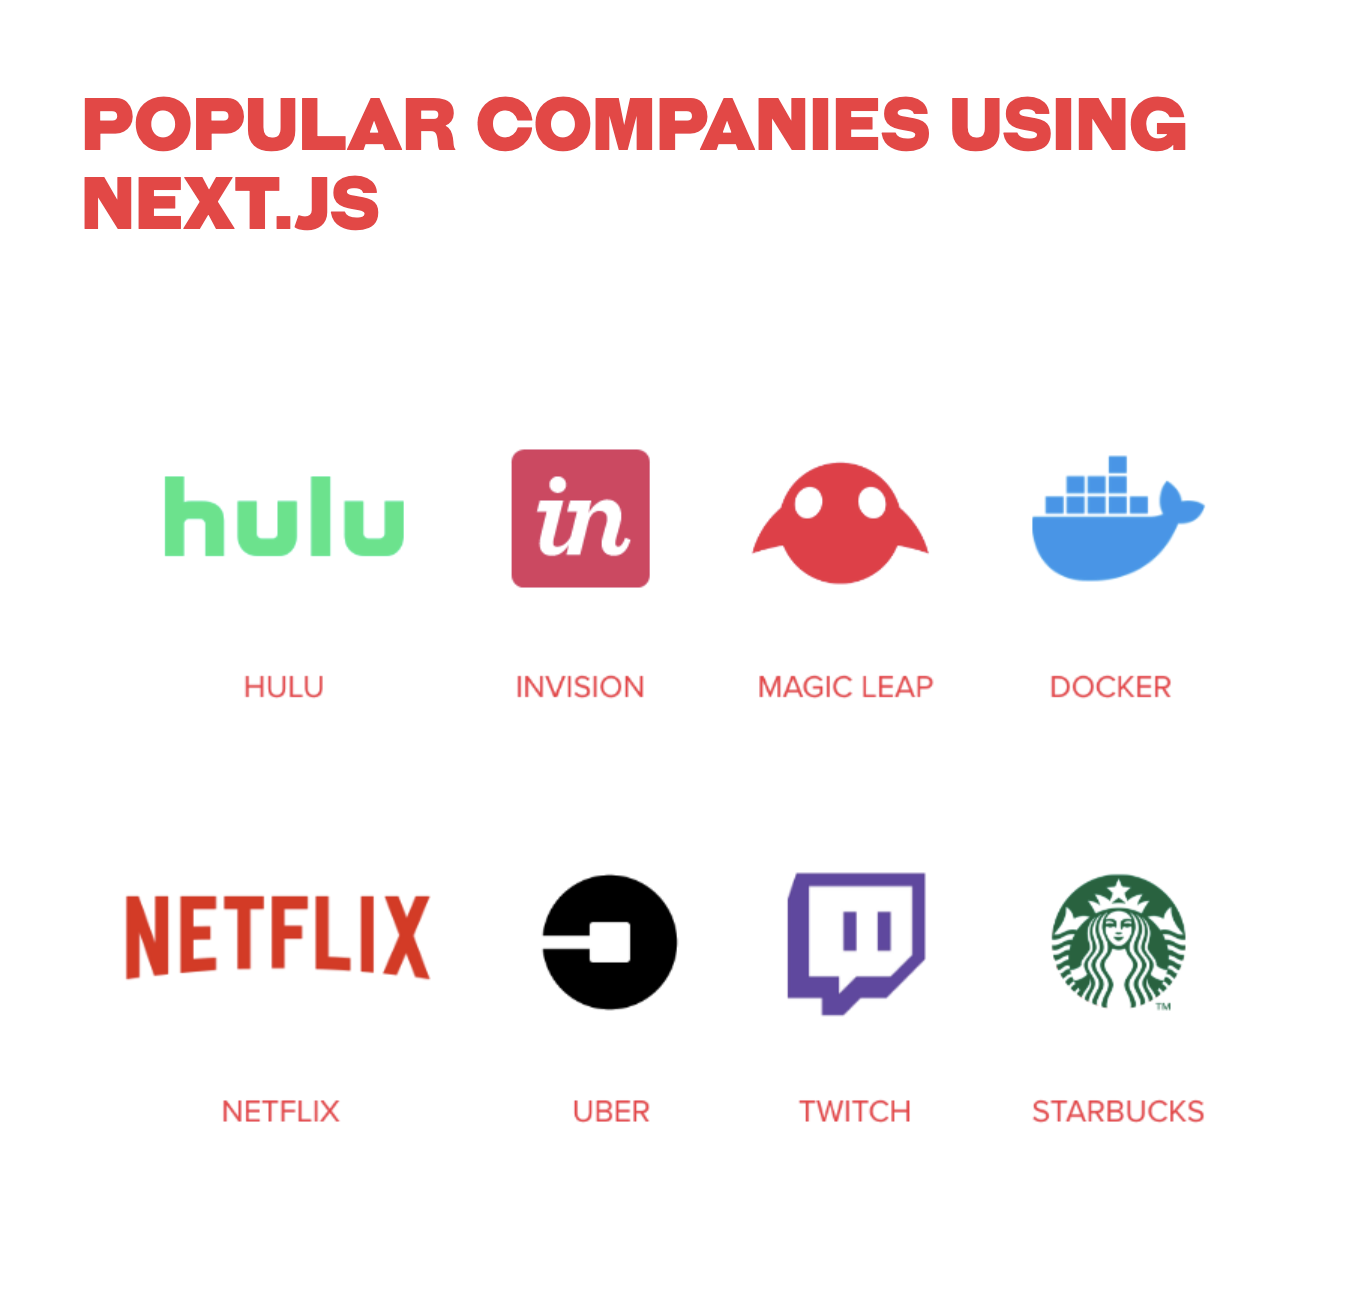 POPULAR COMPANIES USING
NEXT.JS
hulu
in
HULU
INVISION
MAGIC LEAP
DOCKER
NETFLIX
TM
NETFLIX
UBER
TWITCH
STARBUCKS